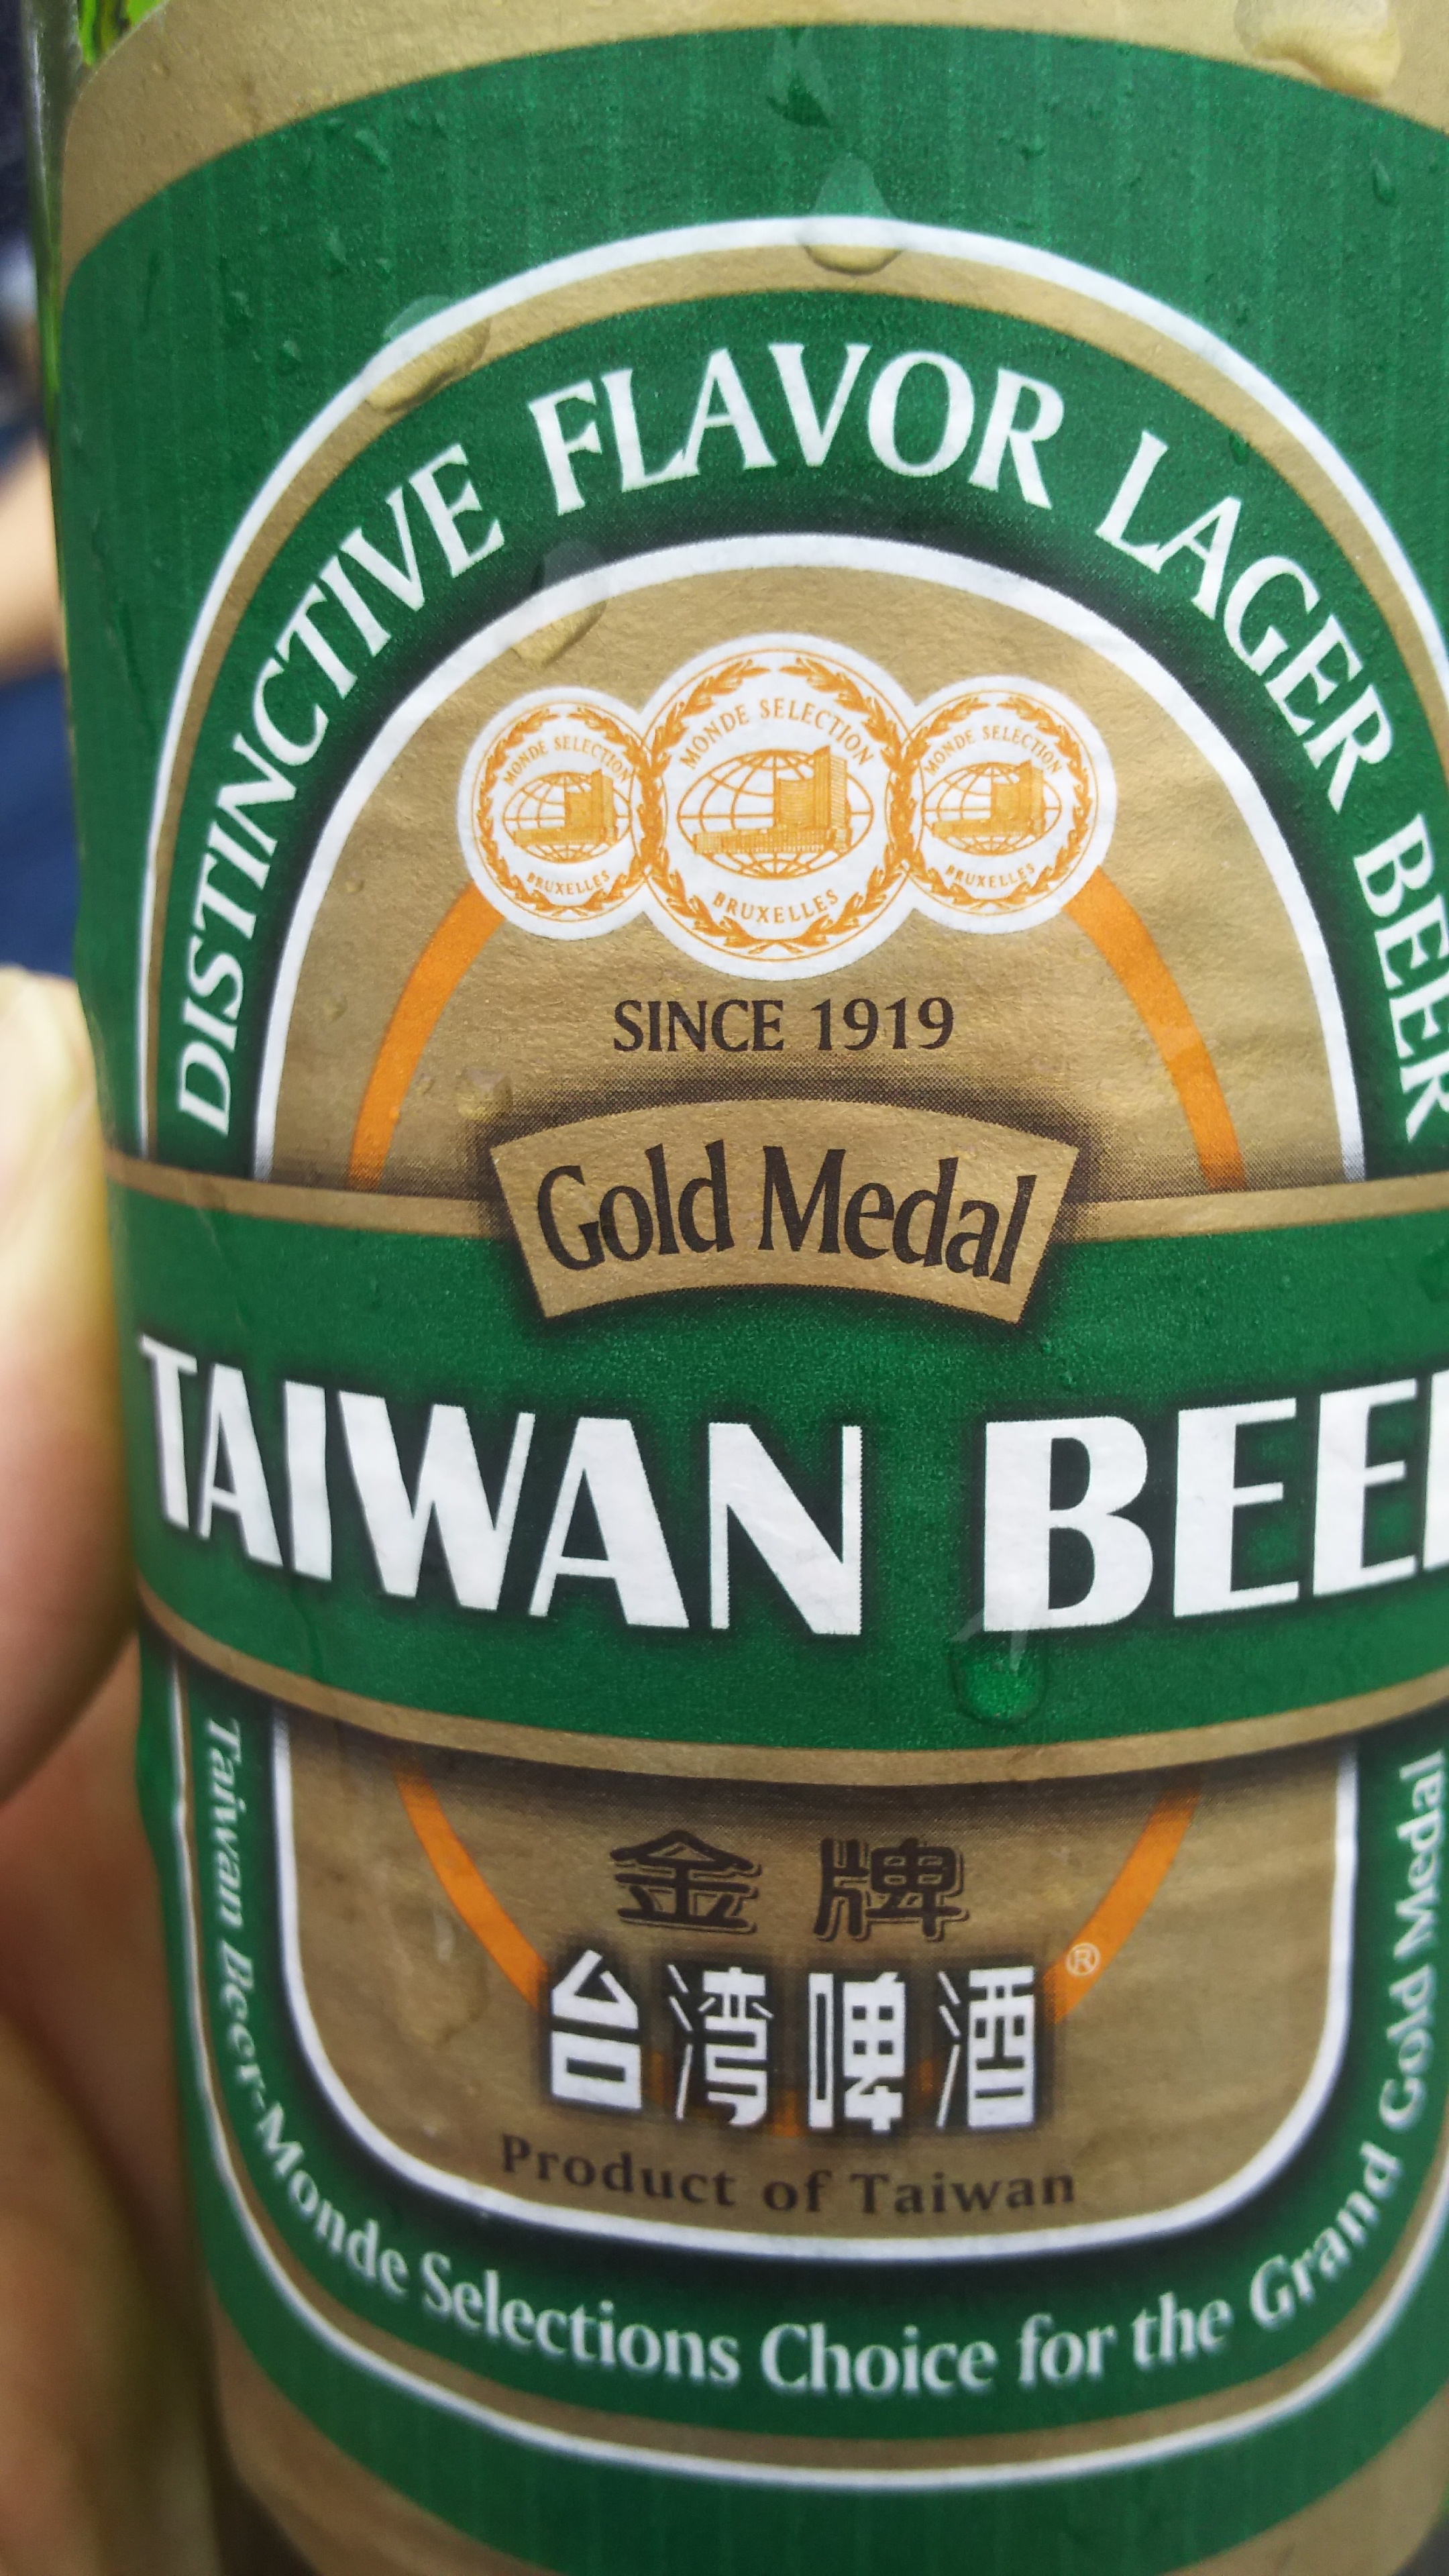 DISTINCTIVE FLAVOR LAGER BEER
MONDE SELECTION
BRUXELLES
MONDE SELECTION
BRUXELLES
MONDE SELECTION
BRUXELLES
SINCE 1919
Gold Medal
TAIWAN BEER
金牌
台湾啤酒®
Product of Taiwan
Taiwan Beer-Monde Selections Choice for the Grand Gold Medal